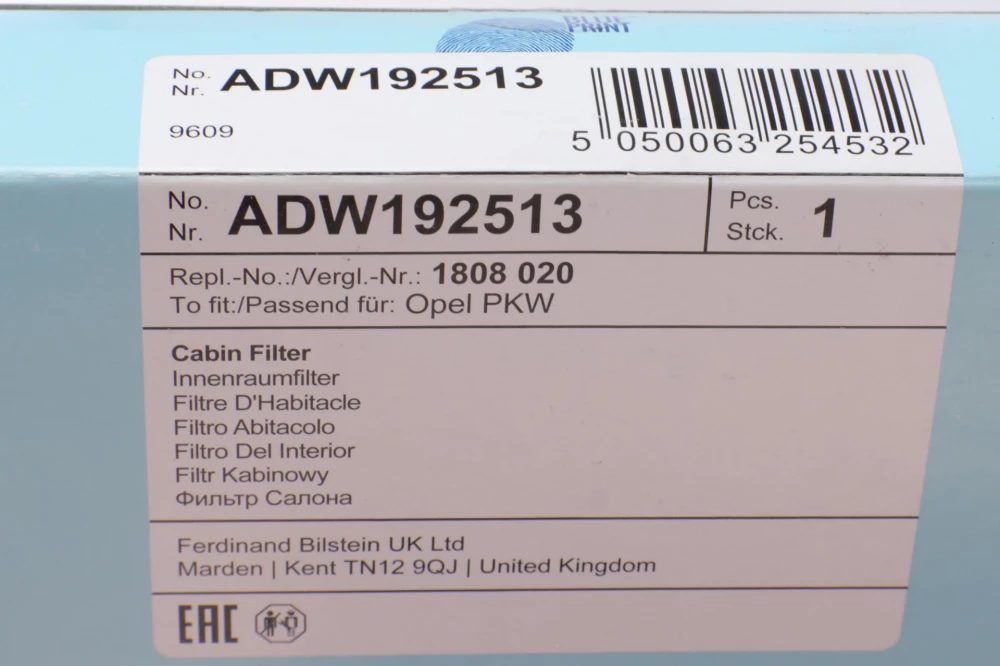 BLUE PRINT
No. Nr. ADW192513
9609
5 050063 254532
No. Nr. ADW192513
Pcs. Stck. 1
Repl.-No.:/Vergl.-Nr.: 1808 020
To fit:/Passend für: Opel PKW
Cabin Filter
Innenraumfilter
Filtre D'Habitacle
Filtro Abitacolo
Filtro Del Interior
Filtr Kabinowy
Фильтр Салона
Ferdinand Bilstein UK Ltd
Marden | Kent TN12 9QJ | United Kingdom
EAC